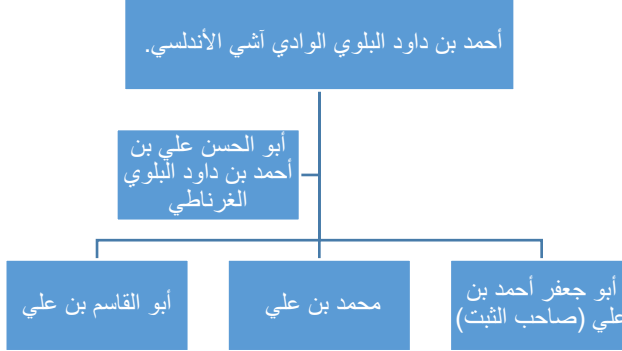 أحمد بن داود البلوي الوادي آشي الأندلسي.
أبو الحسن علي بن
أحمد بن داود البلوي
الغرناطي
أبو جعفر أحمد بن
علي (صاحب الثبت)
محمد بن علي
أبو القاسم بن علي